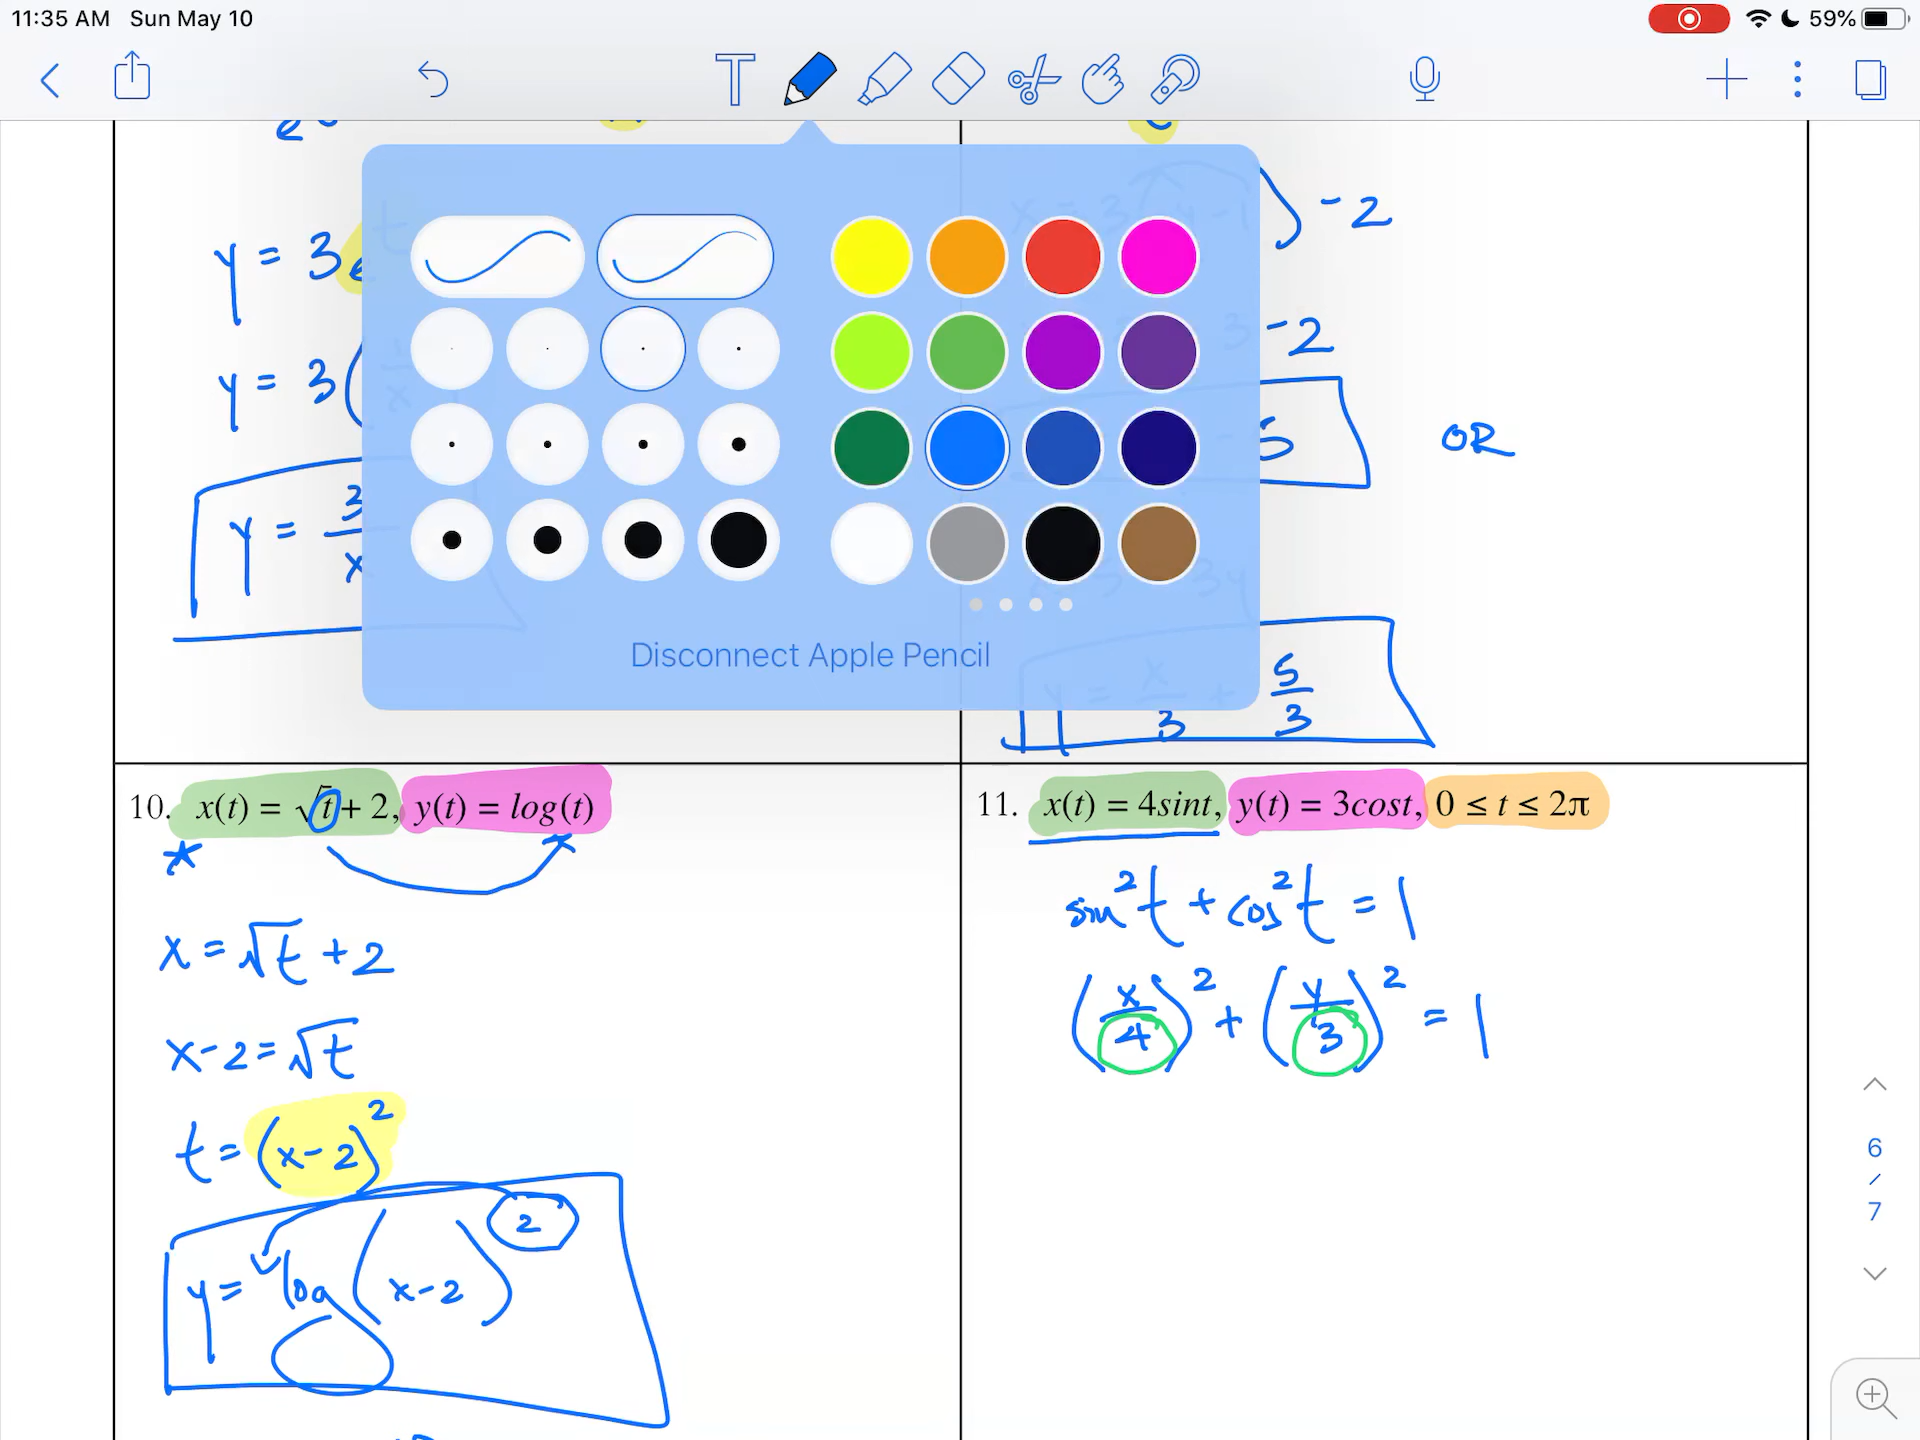 11:35 AM Sun May 10
59%
y = 3e
y = 3(
y = 3/x
) -2
-2
5
OR
y = x/3 + 5/3
Disconnect Apple Pencil
10. x(t) = √t + 2, y(t) = log(t)
x = √t + 2
x - 2 = √t
t = (x - 2)²
y = log (x - 2)²
11. x(t) = 4sint, y(t) = 3cost, 0 ≤ t ≤ 2π
sin²t + cos²t = 1
(x/4)² + (y/3)² = 1
6
/
7